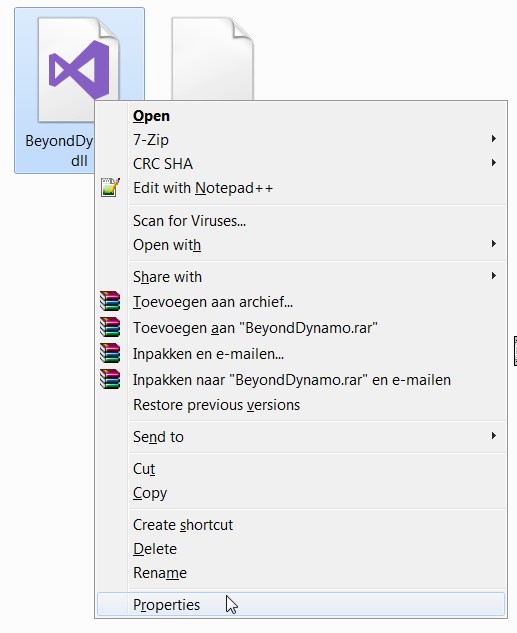 BeyondDy
dll
Open
7-Zip
CRC SHA
Edit with Notepad++
Scan for Viruses...
Open with
Share with
Toevoegen aan archief...
Toevoegen aan "BeyondDynamo.rar"
Inpakken en e-mailen...
Inpakken naar "BeyondDynamo.rar" en e-mailen
Restore previous versions
Send to
Cut
Copy
Create shortcut
Delete
Rename
Properties